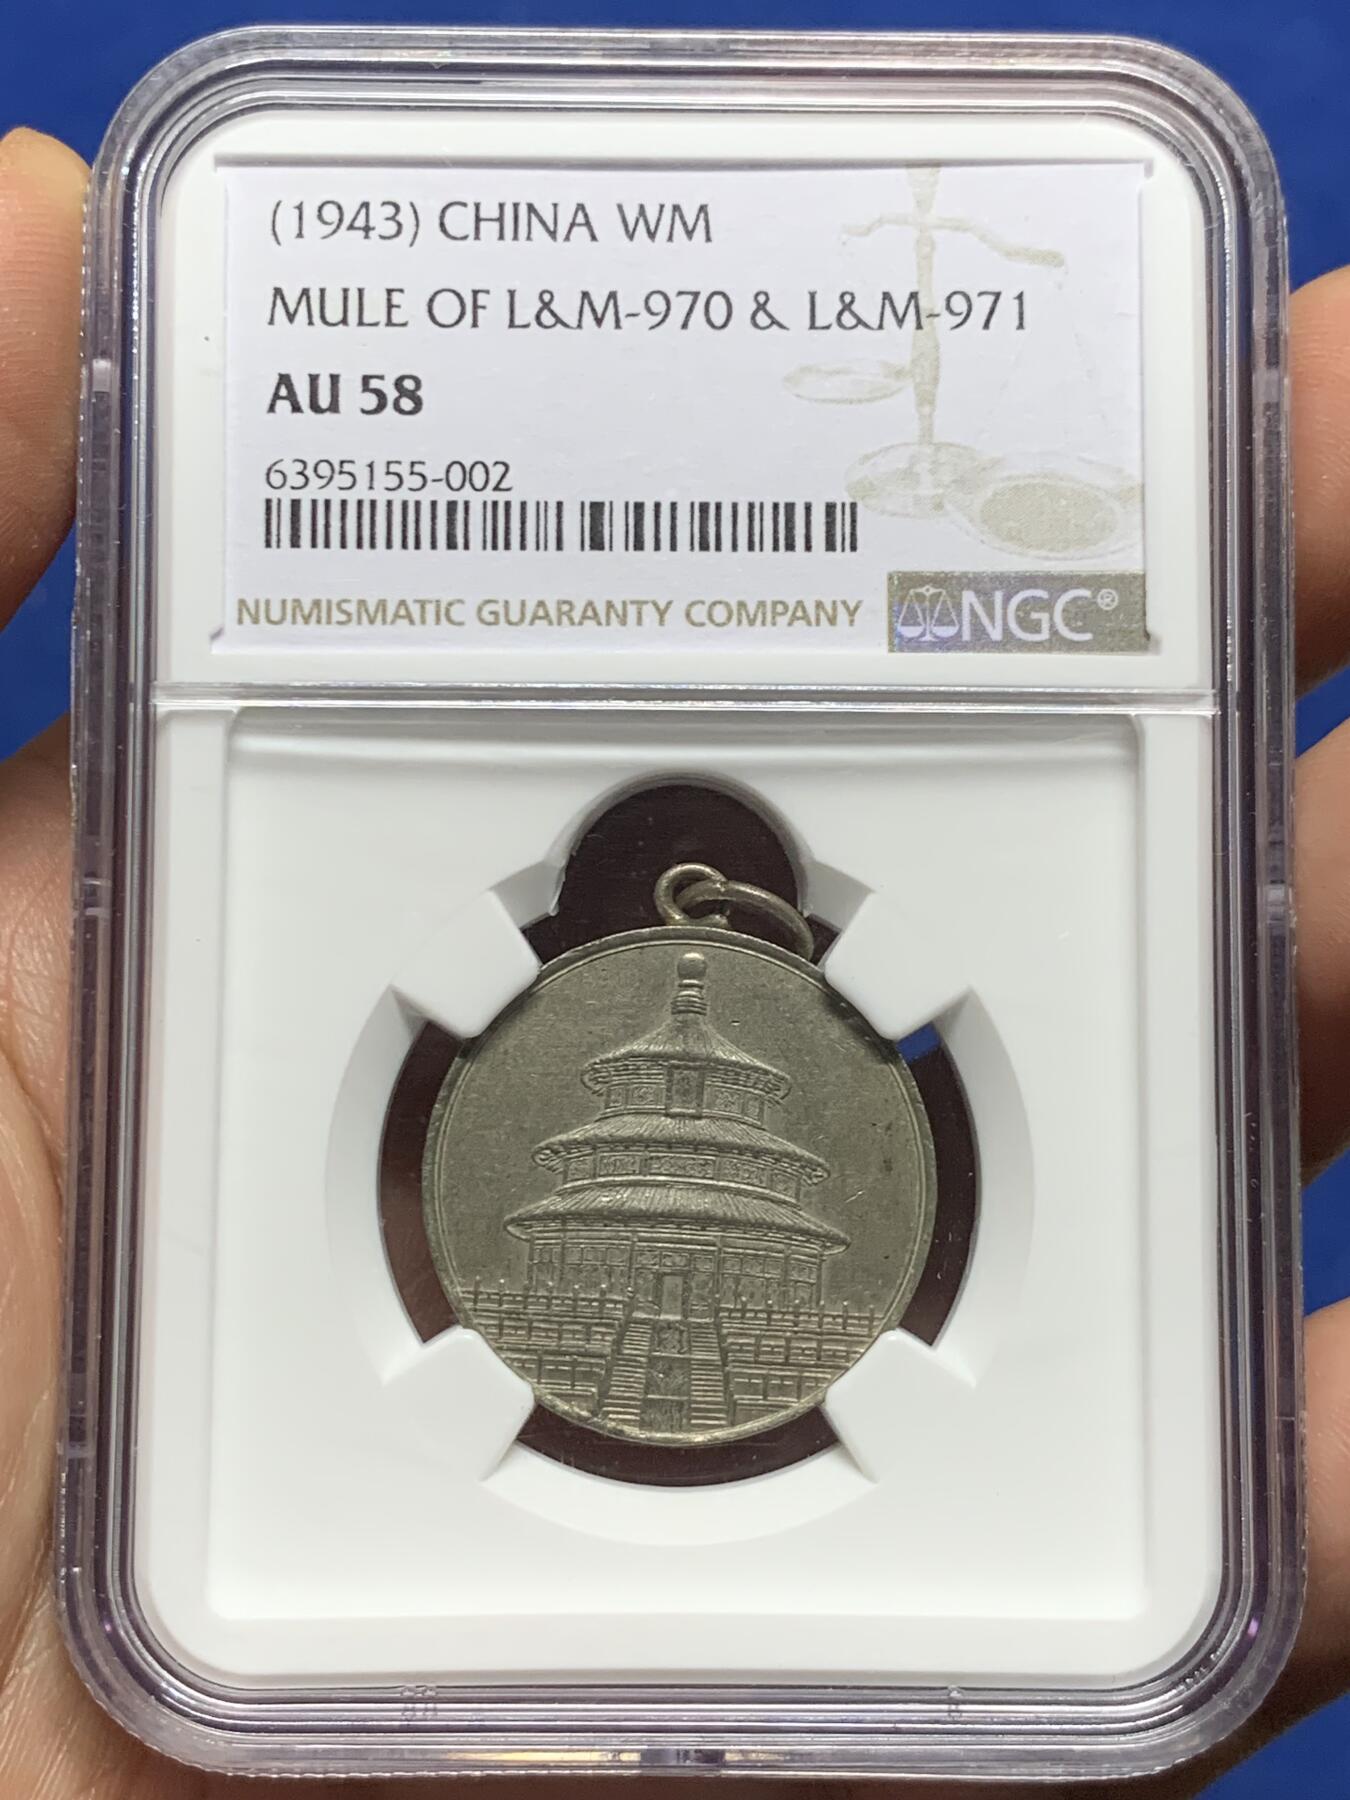 (1943) CHINA WM
MULE OF L&M-970 & L&M-971
AU 58
6395155-002
NUMISMATIC GUARANTY COMPANY
NGC®